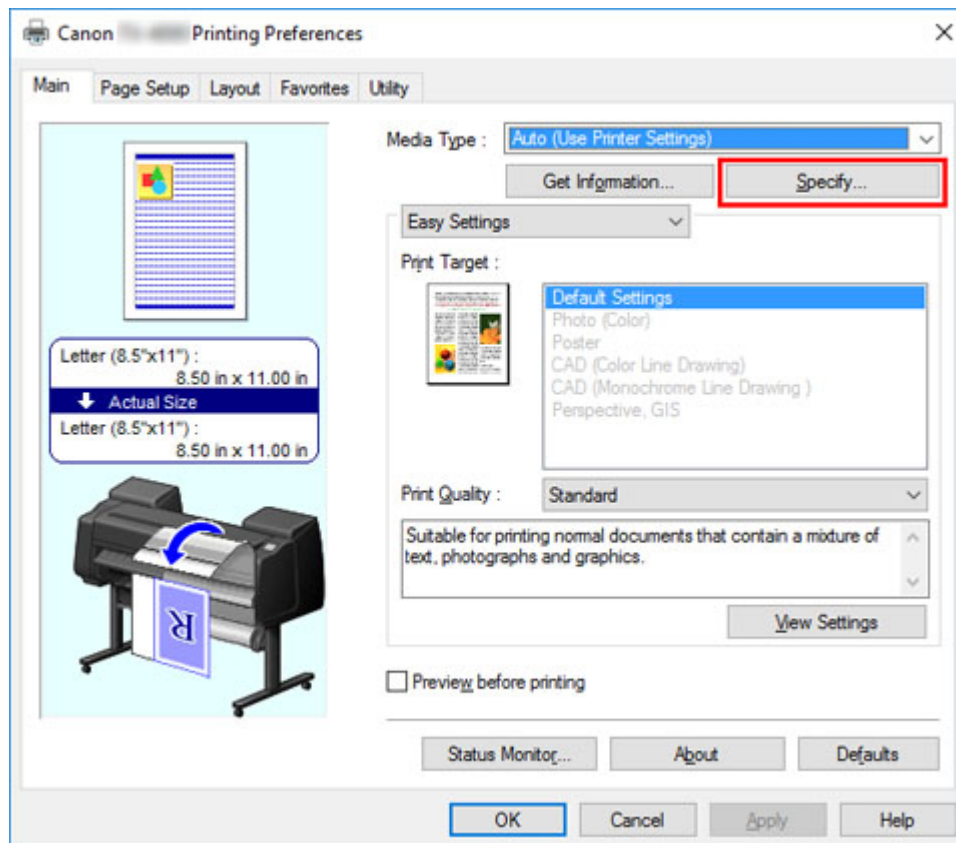 Canon Printing Preferences
Main Page Setup Layout Favorites Utility
Media Type : Auto (Use Printer Settings)
Get Information... Specify...
Easy Settings
Print Target :
Default Settings
Photo (Color)
Poster
CAD (Color Line Drawing)
CAD (Monochrome Line Drawing )
Perspective, GIS
Letter (8.5"x11") :
8.50 in x 11.00 in
Actual Size
Letter (8.5"x11") :
8.50 in x 11.00 in
Print Quality : Standard
Suitable for printing normal documents that contain a mixture of
text, photographs and graphics.
R
View Settings
Preview before printing
Status Monitor... About Defaults
OK Cancel Apply Help